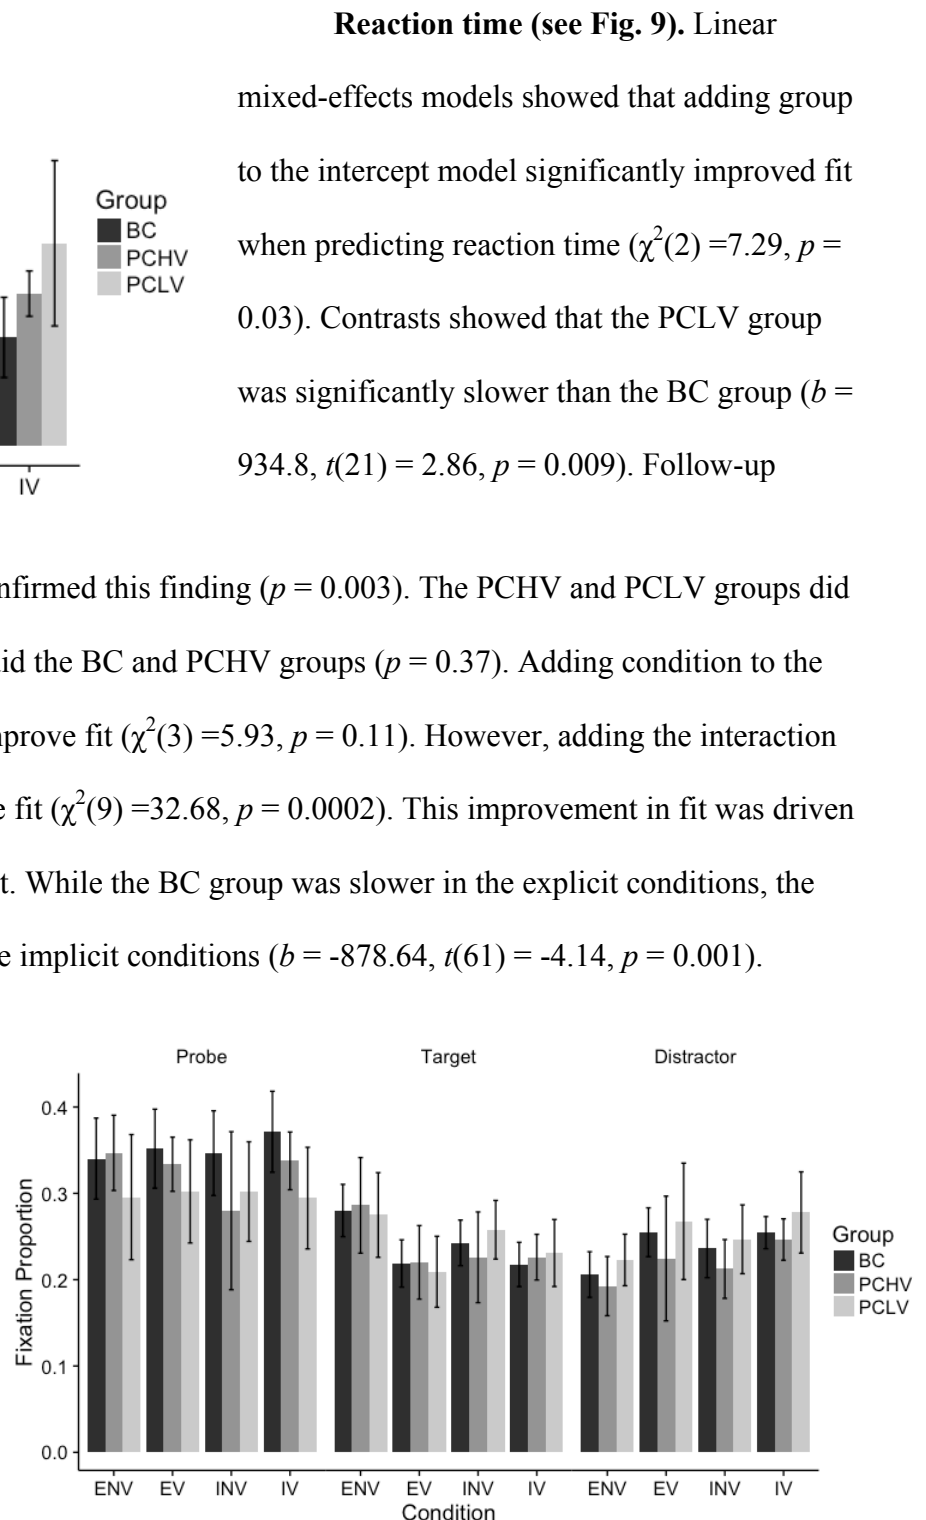 Reaction time (see Fig. 9). Linear
mixed-effects models showed that adding group
to the intercept model significantly improved fit
when predicting reaction time (χ²(2) =7.29, p =
0.03). Contrasts showed that the PCLV group
was significantly slower than the BC group (b =
934.8, t(21) = 2.86, p = 0.009). Follow-up
Group
BC
PCHV
PCLV
IV
nfirmed this finding (p = 0.003). The PCHV and PCLV groups did
id the BC and PCHV groups (p = 0.37). Adding condition to the
nprove fit (χ²(3) =5.93, p = 0.11). However, adding the interaction
e fit (χ²(9) =32.68, p = 0.0002). This improvement in fit was driven
t. While the BC group was slower in the explicit conditions, the
e implicit conditions (b = -878.64, t(61) = -4.14, p = 0.001).
Probe Target Distractor
Fixation Proportion
0.4
0.3
0.2
0.1
0.0
ENV EV INV IV ENV EV INV IV ENV EV INV IV
Condition
Group
BC
PCHV
PCLV